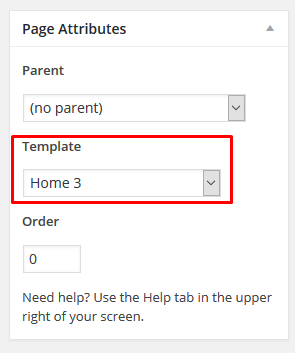 Page Attributes
Parent
(no parent)
Template
Home 3
Order
0
Need help? Use the Help tab in the upper
right of your screen.